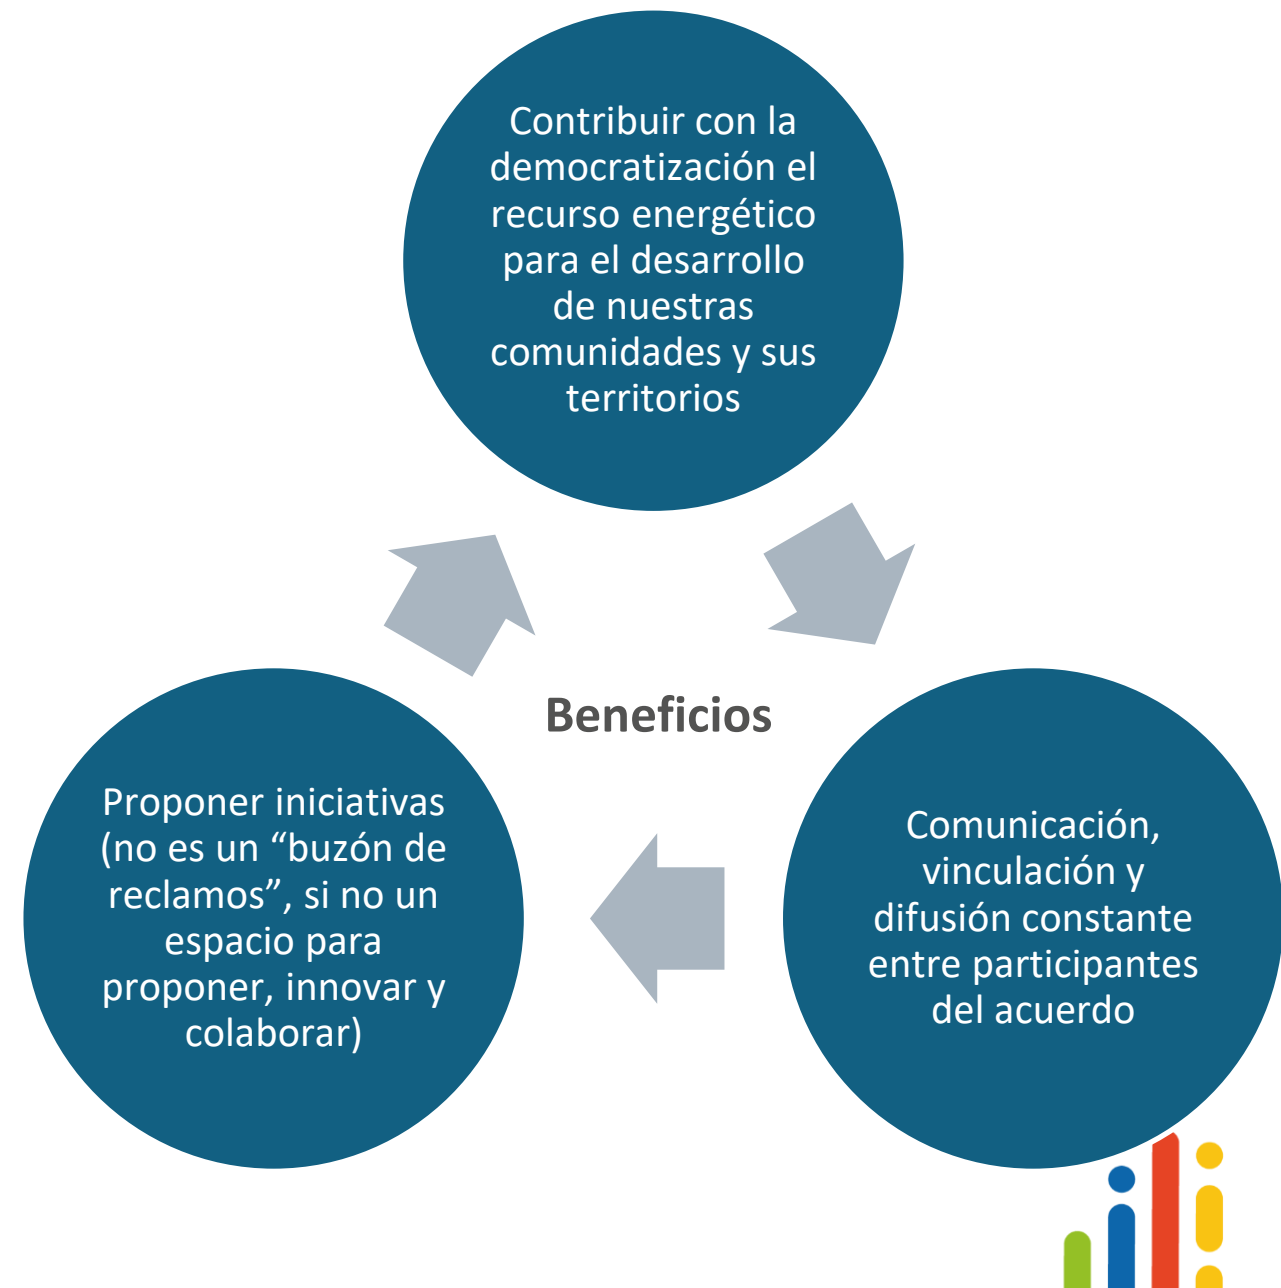 Contribuir con la
democratización el
recurso energético
para el desarrollo
de nuestras
comunidades y sus
territorios
Beneficios
Proponer iniciativas
(no es un “buzón de
reclamos”, si no un
espacio para
proponer, innovar y
colaborar)
Comunicación,
vinculación y
difusión constante
entre participantes
del acuerdo